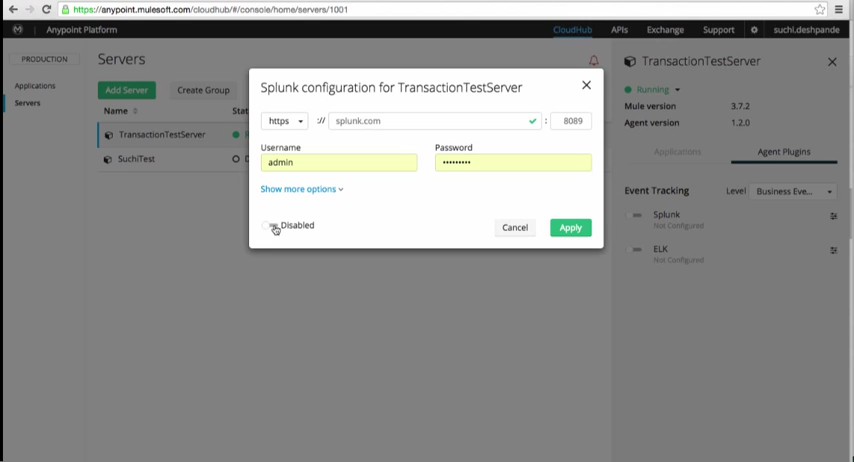 https://anypoint.mulesoft.com/cloudhub/#/console/home/servers/1001
Anypoint Platform
CloudHub
APIs
Exchange
Support
suchi.deshpande
PRODUCTION
Applications
Servers
Servers
Add Server
Create Group
Name
Stat
TransactionTestServer
SuchiTest
Splunk configuration for TransactionTestServer
https
://
splunk.com
:
8089
Username
Password
admin
•••••••••
Show more options
Disabled
Cancel
Apply
TransactionTestServer
Running
Mule version 3.7.2
Agent version 1.2.0
Applications
Agent Plugins
Event Tracking
Level
Business Eve...
Splunk
Not Configured
ELK
Not Configured